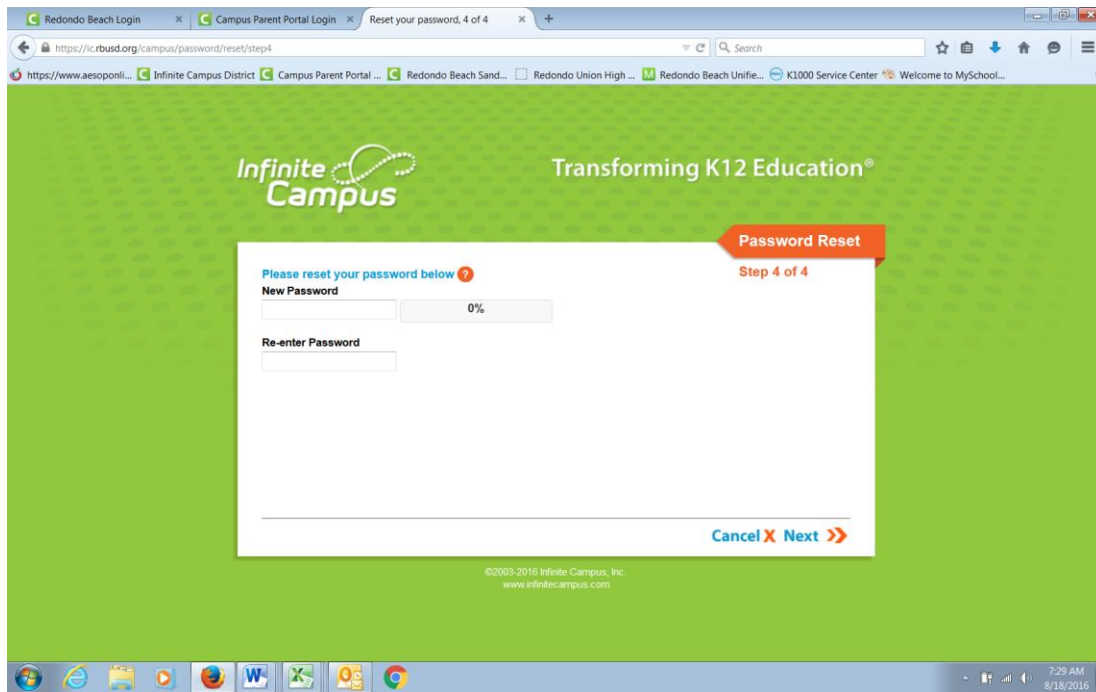 Redondo Beach Login
Campus Parent Portal Login
Reset your password, 4 of 4
https://ic.rbusd.org/campus/password/reset/step4
Search
https://www.aesoponli...
Infinite Campus District
Campus Parent Portal ...
Redondo Beach Sand...
Redondo Union High ...
Redondo Beach Unifie...
K1000 Service Center
Welcome to MySchool...
Infinite Campus
Transforming K12 Education®
Password Reset
Please reset your password below ?
Step 4 of 4
New Password
0%
Re-enter Password
Cancel X Next
©2003-2016 Infinite Campus, Inc.
www.infinitecampus.com
7:29 AM
8/18/2016